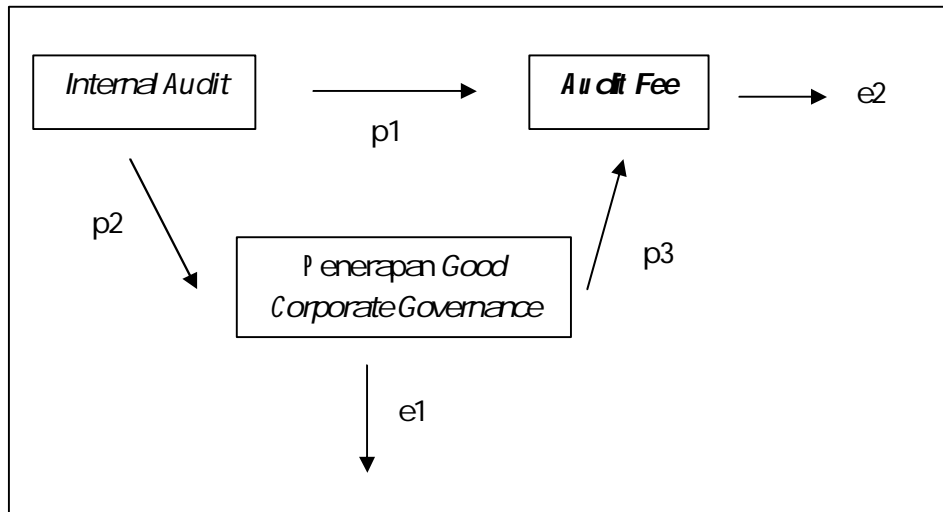 Internal Audit
Audit Fee
e2
p1
p2
Penerapan Good
Corporate Governance
p3
e1